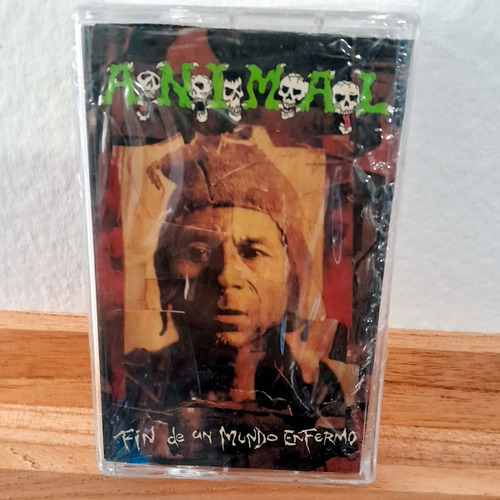 A.N.I.M.A.L
Fin de un Mundo Enfermo